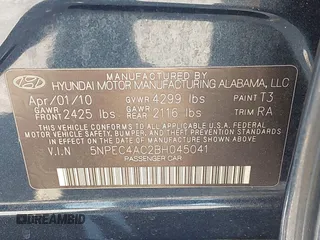 MANUFACTURED BY
HYUNDAI MOTOR MANUFACTURING ALABAMA, LLC
Apr/01/10 GVWR 4299 lbs PAINT T3
GAWR FRONT 2425 lbs GAWR REAR 2116 lbs TRIM RA
THIS VEHICLE CONFORMS TO ALL APPLICABLE FEDERAL MOTOR
VEHICLE SAFETY, BUMPER, AND THEFT PREVENTION STANDARDS
IN EFFECT ON THE DATE OF MANUFACTURE SHOWN ABOVE.
V.I.N 5NPEC4AC2BH045041
PASSENGER CAR
DREAMBID